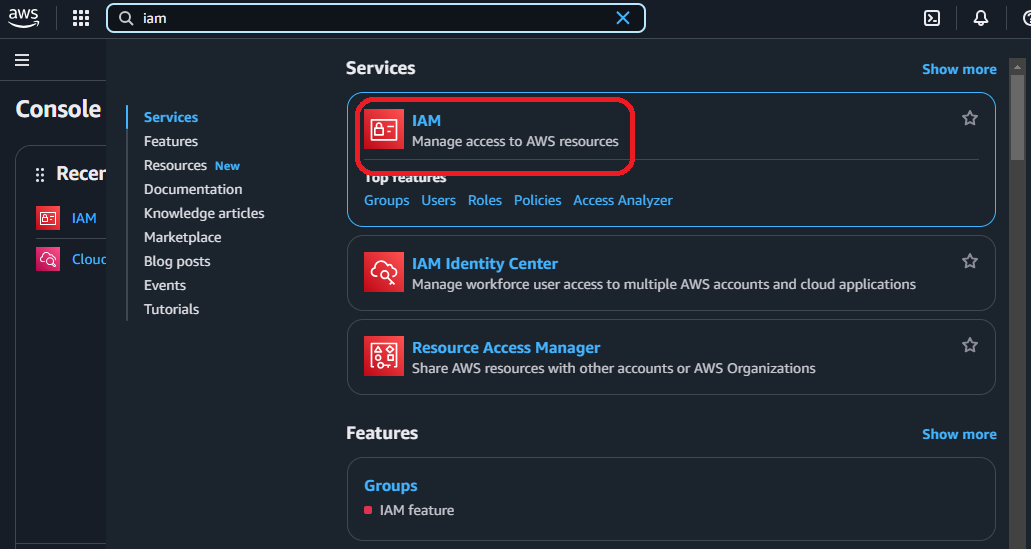 aws
iam
Console
Recer
IAM
Cloud
Services
Features
Resources New
Documentation
Knowledge articles
Marketplace
Blog posts
Events
Tutorials
Services
Show more
IAM
Manage access to AWS resources
Top features
Groups Users Roles Policies Access Analyzer
IAM Identity Center
Manage workforce user access to multiple AWS accounts and cloud applications
Resource Access Manager
Share AWS resources with other accounts or AWS Organizations
Features
Show more
Groups
IAM feature